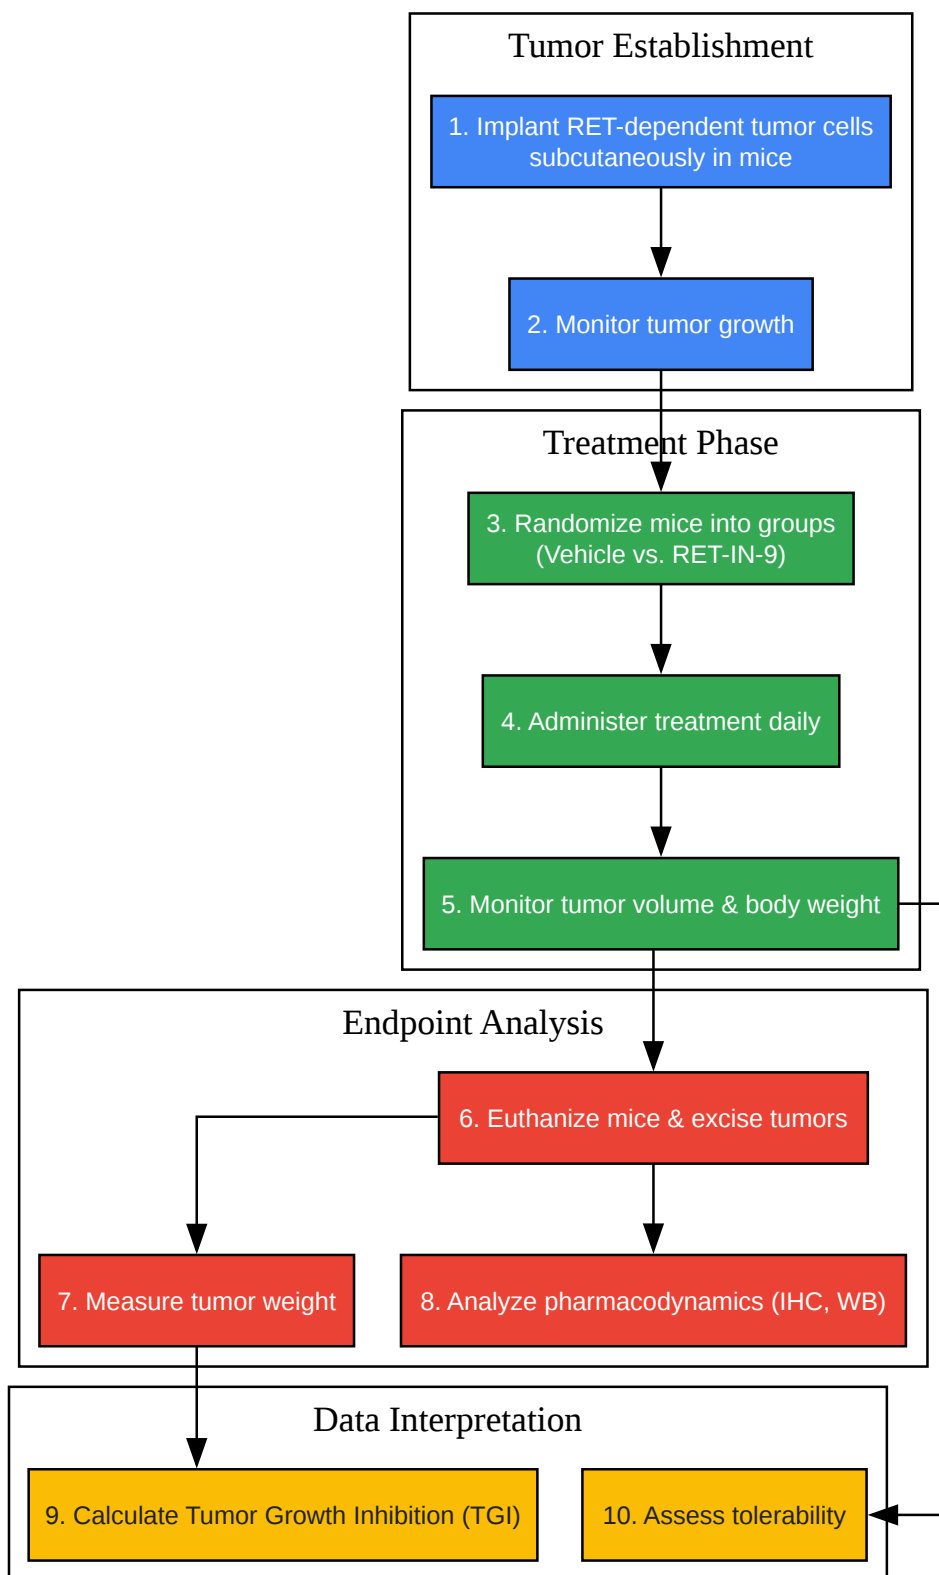 Tumor Establishment
1. Implant RET-dependent tumor cells
subcutaneously in mice
2. Monitor tumor growth
Treatment Phase
3. Randomize mice into groups
(Vehicle vs. RET-IN-9)
4. Administer treatment daily
5. Monitor tumor volume & body weight
Endpoint Analysis
6. Euthanize mice & excise tumors
7. Measure tumor weight
8. Analyze pharmacodynamics (IHC, WB)
Data Interpretation
9. Calculate Tumor Growth Inhibition (TGI)
10. Assess tolerability